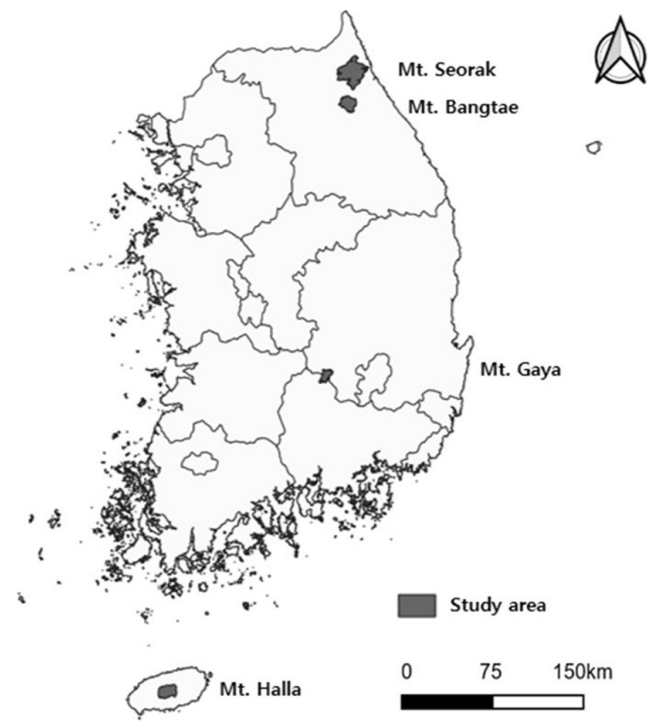 Mt. Seorak
Mt. Bangtae
Mt. Gaya
Study area
Mt. Halla
0 75 150km